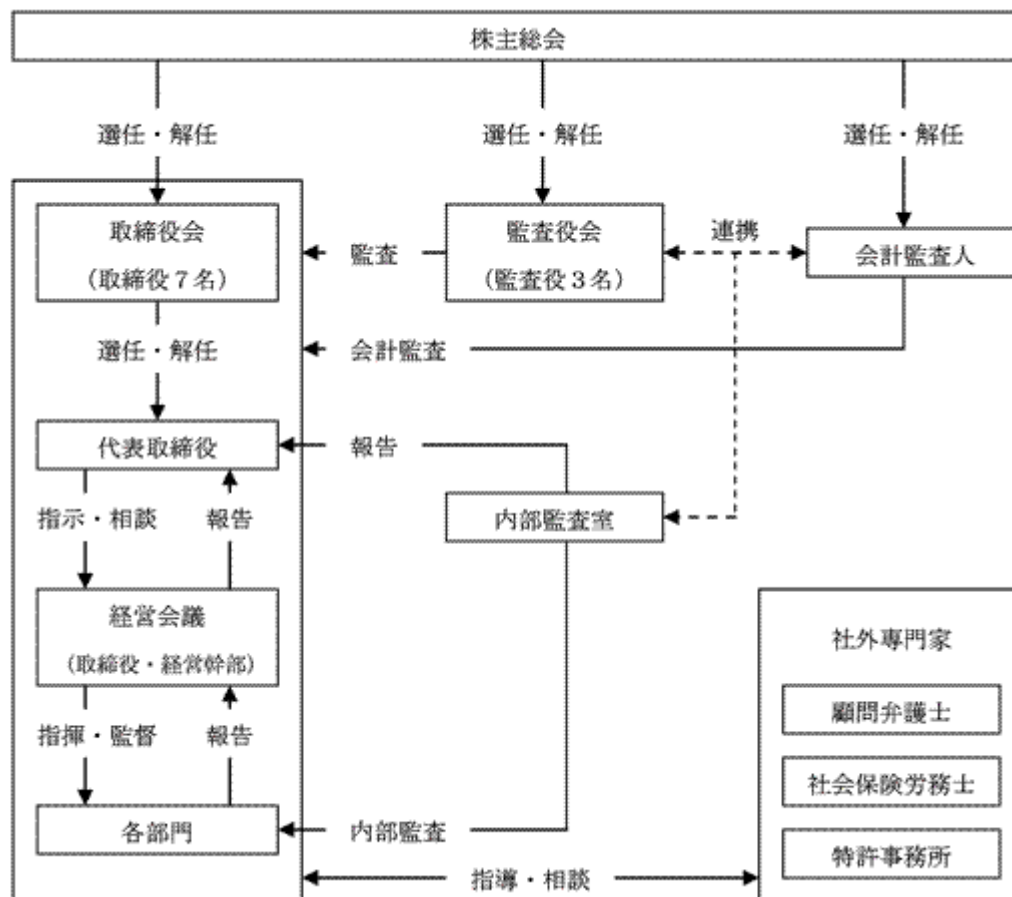 株主総会
選任・解任
選任・解任
選任・解任
取締役会
(取締役7名)
監査
監査役会
(監査役3名)
連携
会計監査人
選任・解任
会計監査
代表取締役
報告
指示・相談
報告
内部監査室
経営会議
(取締役・経営幹部)
社外専門家
顧問弁護士
指揮・監督
報告
社会保険労務士
各部門
内部監査
特許事務所
指導・相談